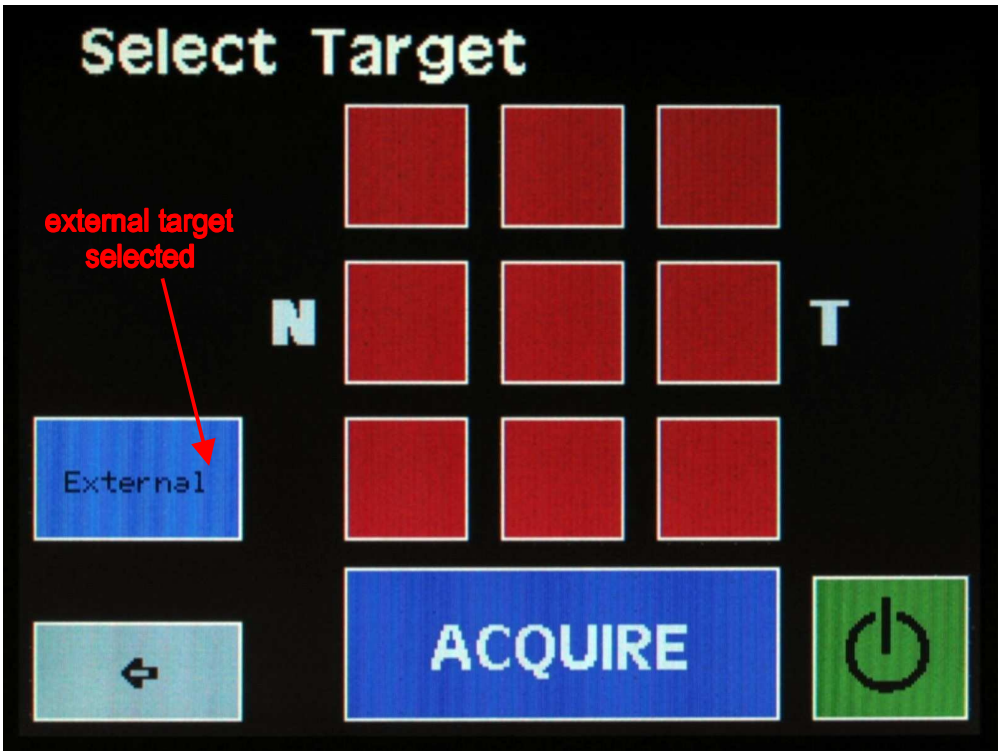 Select Target
external target
selected
N
T
External
ACQUIRE